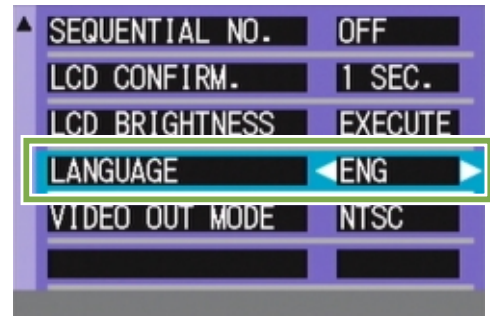 SEQUENTIAL NO. OFF
LCD CONFIRM. 1 SEC.
LCD BRIGHTNESS EXECUTE
LANGUAGE ENG
VIDEO OUT MODE NTSC